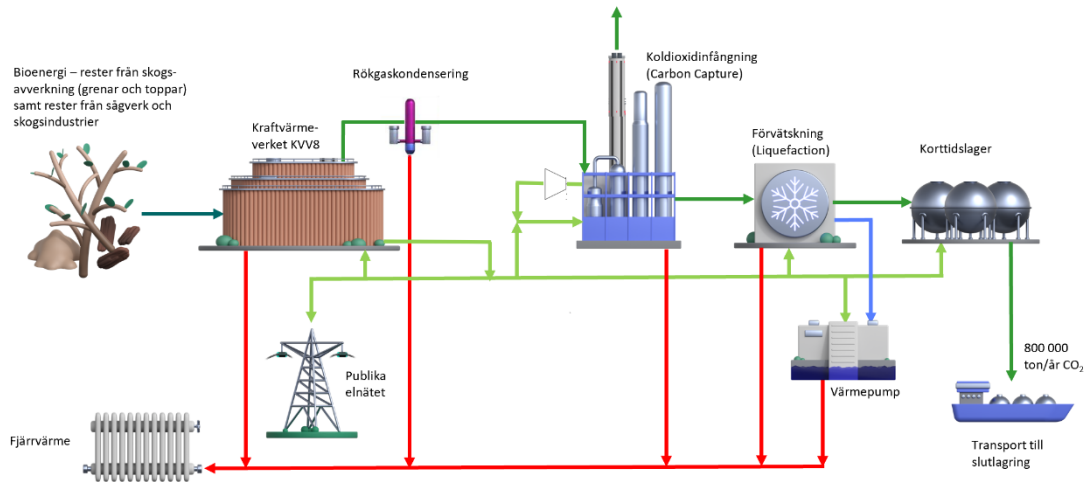 Bioenergi – rester från skogs-
avverkning (grenar och toppar)
samt rester från sågverk och
skogsindustrier
Kraftvärme-
verket KVV8
Rökgaskondensering
Koldioxidinfångning
(Carbon Capture)
Förvätskning
(Liquefaction)
Korttidslager
Publika
elnätet
Värmepump
800 000
ton/år CO₂
Transport till
slutlagring
Fjärrvärme